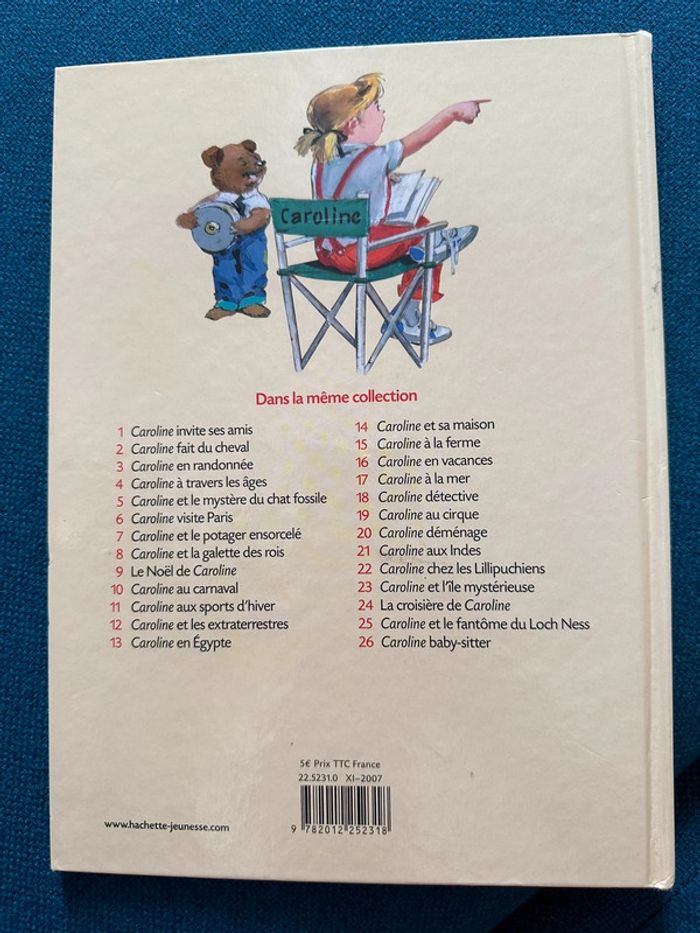 Caroline
Dans la même collection
1 Caroline invite ses amis
2 Caroline fait du cheval
3 Caroline en randonnée
4 Caroline à travers les âges
5 Caroline et le mystère du chat fossile
6 Caroline visite Paris
7 Caroline et le potager ensorcelé
8 Caroline et la galette des rois
9 Le Noël de Caroline
10 Caroline au carnaval
11 Caroline aux sports d'hiver
12 Caroline et les extraterrestres
13 Caroline en Égypte
14 Caroline et sa maison
15 Caroline à la ferme
16 Caroline en vacances
17 Caroline à la mer
18 Caroline détective
19 Caroline au cirque
20 Caroline déménage
21 Caroline aux Indes
22 Caroline chez les Lillipuchiens
23 Caroline et l'île mystérieuse
24 La croisière de Caroline
25 Caroline et le fantôme du Loch Ness
26 Caroline baby-sitter
5€ Prix TTC France
22.5231.0 XI-2007
www.hachette-jeunesse.com
9 782012 252318